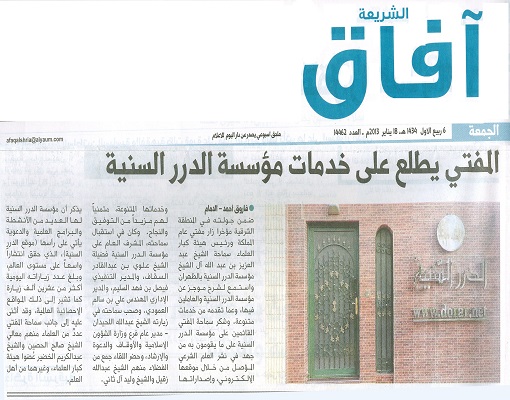 آفاق
الشريعة
الجمعة
6 ربيع الاول 1434 هـ، 18 يناير 2013م . العدد 14462
ملحق أسبوعي يصدر عن دار اليوم للاعلام
afaqalshria@alyaum.com
المفتي يطلع على خدمات مؤسسة الدرر السنية
فاروق أحمد - الدمام
ضمن جولته في المنطقة
الشرقية مؤخراً زار مفتي عام
المملكة ورئيس هيئة كبار
العلماء سماحة الشيخ عبد
العزيز بن عبد الله آل الشيخ
مؤسسة الدرر السنية بالظهران
واستمع لشرح موجز عن
مؤسسة الدرر السنية والعاملين
فيها، وعما تقدمه من خدمات
متنوعة، وشكر سماحة المفتي
القائمين على مؤسسة الدرر
السنية على ما يقومون به من
جهد في نشر العلم الشرعي
المؤصل من خلال موقعها
الإلكتروني، وإصداراتها
وخدماتها المتنوعة، متمنياً
لهم مزيداً من التوفيق
والنجاح. وكان في استقبال
سماحته، المشرف العام على
مؤسسة الدرر السنية فضيلة
الشيخ علوي بن عبدالقادر
السقاف، والمدير التنفيذي
فيصل بن فهد السليم، والمدير
الإداري المهندس علي بن سالم
العمودي، وصحب سماحته في
زيارته الشيخ عبدالله اللحيدان
- مدير عام فرع وزارة الشؤون
الإسلامية والأوقاف والدعوة
والإرشاد، وحضر اللقاء جمع من
الفضلاء منهم الشيخ عبدالله
زقيل والشيخ وليد آل ثاني.
يذكر أن مؤسسة الدرر السنية
لها العديد من الأنشطة
والبرامج العلمية والدعوية
يأتي على رأسها (موقع الدرر
السنية)، الذي حقق انتشاراً
واسعاً على مستوى العالم،
وبلغ عدد زياراته اليومية
أكثر من عشرين ألف زيارة
كما تشير إلى ذلك المواقع
الإحصائية العالمية، وقد أثنى
عليه إلى جانب سماحة المفتي
عدد من العلماء منهم معالي
الشيخ صالح الحصين والشيخ
عبدالكريم الخضير عضوا هيئة
كبار العلماء، وغيرهما من أهل
العلم.
الدرر السنية
www.dorar.net